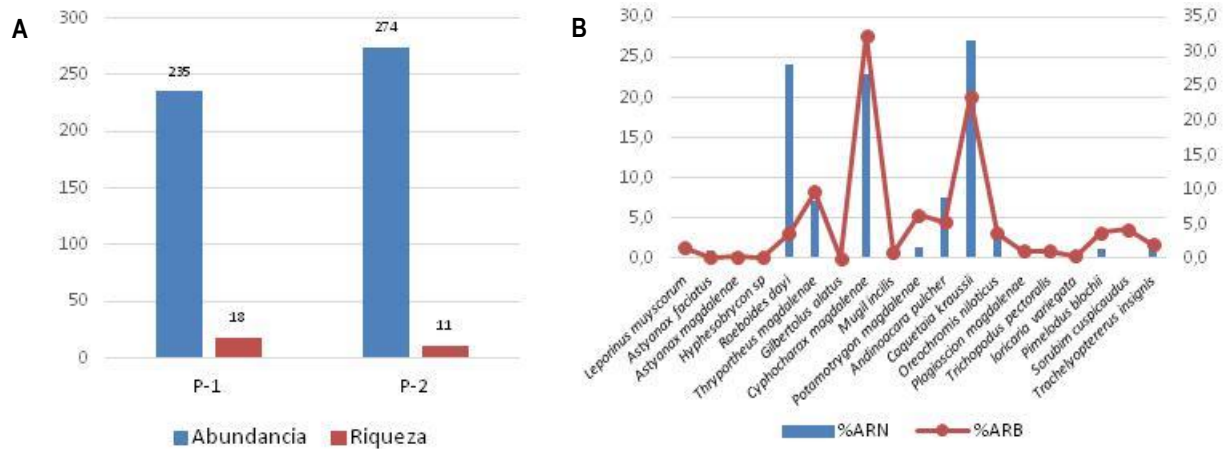 A
300
250
200
150
100
50
0
235
18
274
11
P-1
P-2
Abundancia
Riqueza
B
30,0
25,0
20,0
15,0
10,0
5,0
0,0
35,0
30,0
25,0
20,0
15,0
10,0
5,0
0,0
Leporinus muyscorum
Astyanax faciatus
Astyanax magdalenae
Hyphesobrycon sp
Roeboides dayi
Thryportheus magdalenae
Gilbertolus alatus
Cyphocharax magdalenae
Mugil incilis
Potamotrygon magdalenae
Andinoacara pulcher
Caquetaia kraussii
Oreochromis niloticus
Plagioscion magdalenae
Trichopodus pectoralis
loricaria variegata
Pimelodus blochii
Sorubim cuspicaudus
Trachelyopterus insignis
%ARN
%ARB